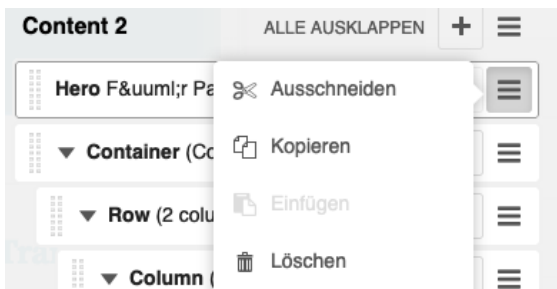 Content 2 ALLE AUSKLAPPEN
Hero F&uuml;r Pa
Ausschneiden
Container (Co
Kopieren
Row (2 colu
Einfügen
Column (
Löschen